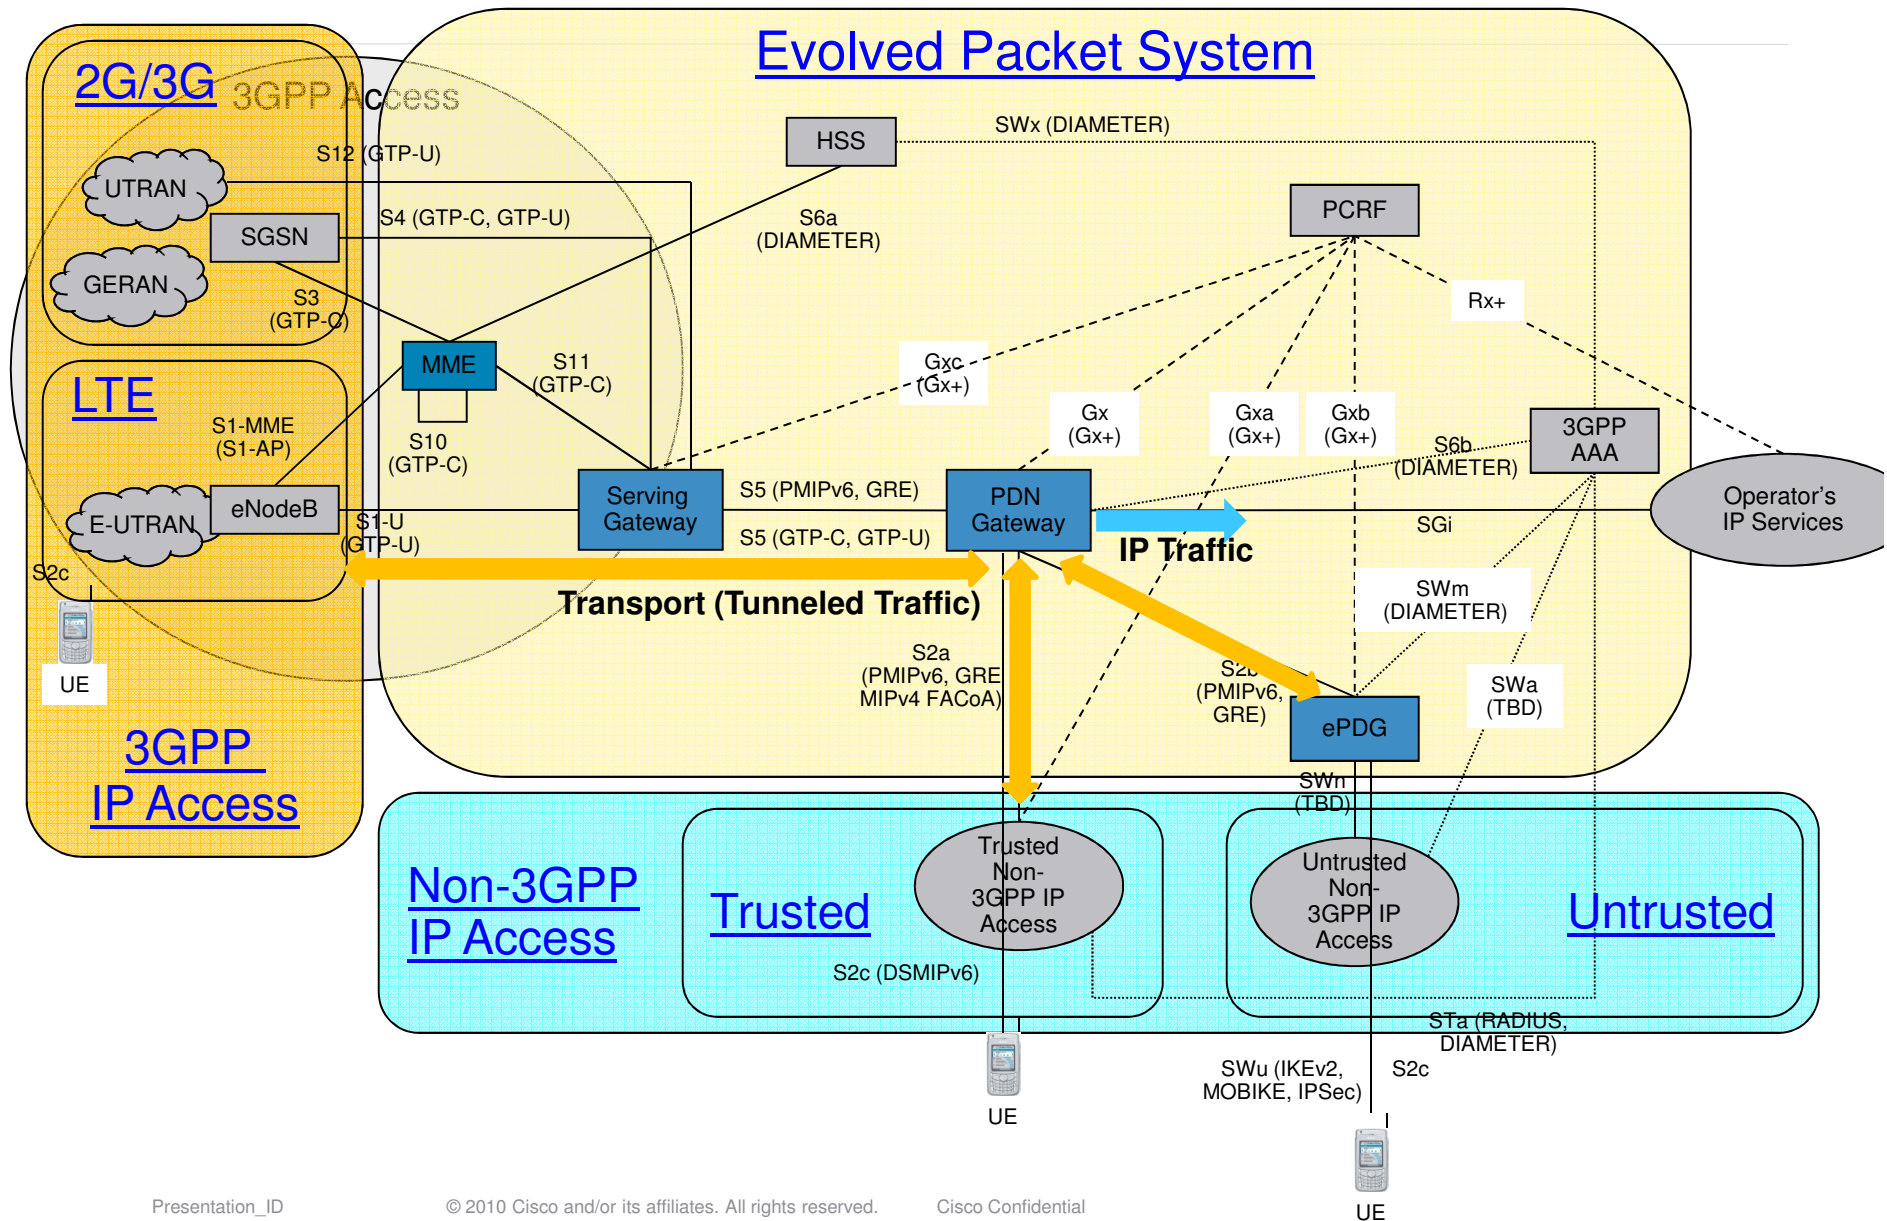 Evolved Packet System
2G/3G
3GPP Access
HSS
SWx (DIAMETER)
S12 (GTP-U)
UTRAN
PCRF
SGSN
S4 (GTP-C, GTP-U)
S6a
(DIAMETER)
GERAN
S3
(GTP-C)
Rx+
MME
S11
(GTP-C)
Gxc
(Gx+)
LTE
S1-MME
(S1-AP)
S10
(GTP-C)
Gx
(Gx+)
Gxa
(Gx+)
Gxb
(Gx+)
S6b
(DIAMETER)
3GPP
AAA
E-UTRAN
eNodeB
S1-U
(GTP-U)
Serving
Gateway
S5 (PMIPv6, GRE)
S5 (GTP-C, GTP-U)
PDN
Gateway
IP Traffic
SGi
Operator's
IP Services
S2c
UE
Transport (Tunneled Traffic)
SWm
(DIAMETER)
S2a
(PMIPv6, GRE
MIPv4 FACoA)
S2b
(PMIPv6,
GRE)
SWa
(TBD)
ePDG
3GPP
IP Access
SWn
(TBD)
Non-3GPP
IP Access
Trusted
Trusted
Non-
3GPP IP
Access
Untrusted
Non-
3GPP IP
Access
Untrusted
S2c (DSMIPv6)
STa (RADIUS,
DIAMETER)
SWu (IKEv2,
MOBIKE, IPSec)
S2c
UE
UE
Presentation_ID
© 2010 Cisco and/or its affiliates. All rights reserved.
Cisco Confidential